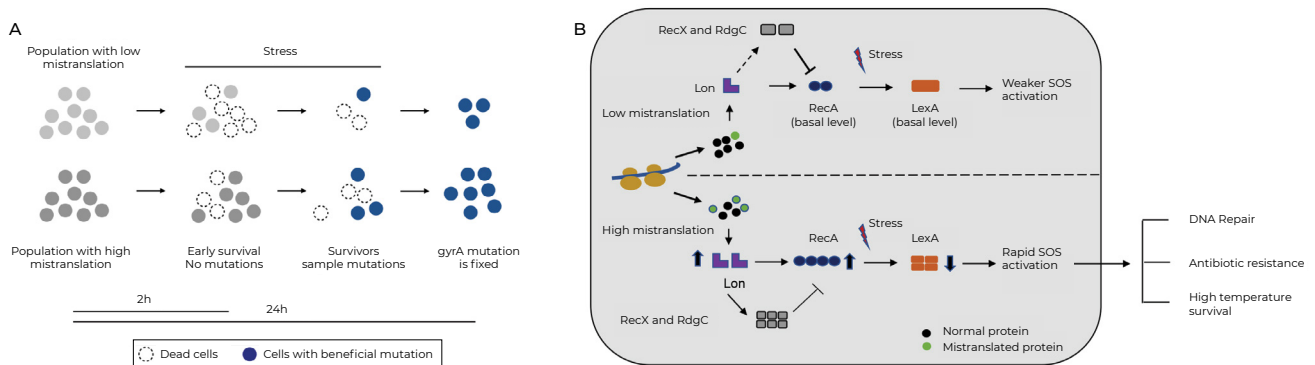 A
Population with low
mistranslation
Stress
Population with high
mistranslation
Early survival
No mutations
Survivors
sample mutations
gyrA mutation
is fixed
2h
24h
Dead cells
Cells with beneficial mutation
B
RecX and RdgC
Stress
Lon
RecA
(basal level)
LexA
(basal level)
Weaker SOS
activation
Low mistranslation
High mistranslation
Stress
RecA
LexA
Rapid SOS
activation
Lon
RecX and RdgC
Normal protein
Mistranslated protein
DNA Repair
Antibiotic resistance
High temperature
survival